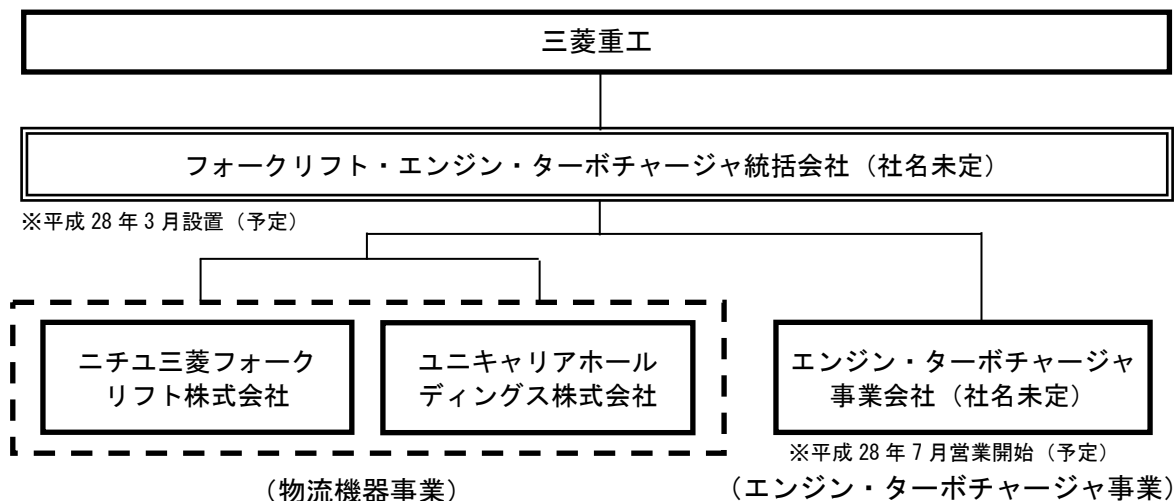 三菱重工
フォークリフト・エンジン・ターボチャージャ統括会社（社名未定）
※平成 28 年 3 月設置（予定）
ニチユ三菱フォーク
リフト株式会社
ユニキャリアホール
ディングス株式会社
エンジン・ターボチャージャ
事業会社（社名未定）
※平成 28 年 7 月営業開始（予定）
（物流機器事業）
（エンジン・ターボチャージャ事業）